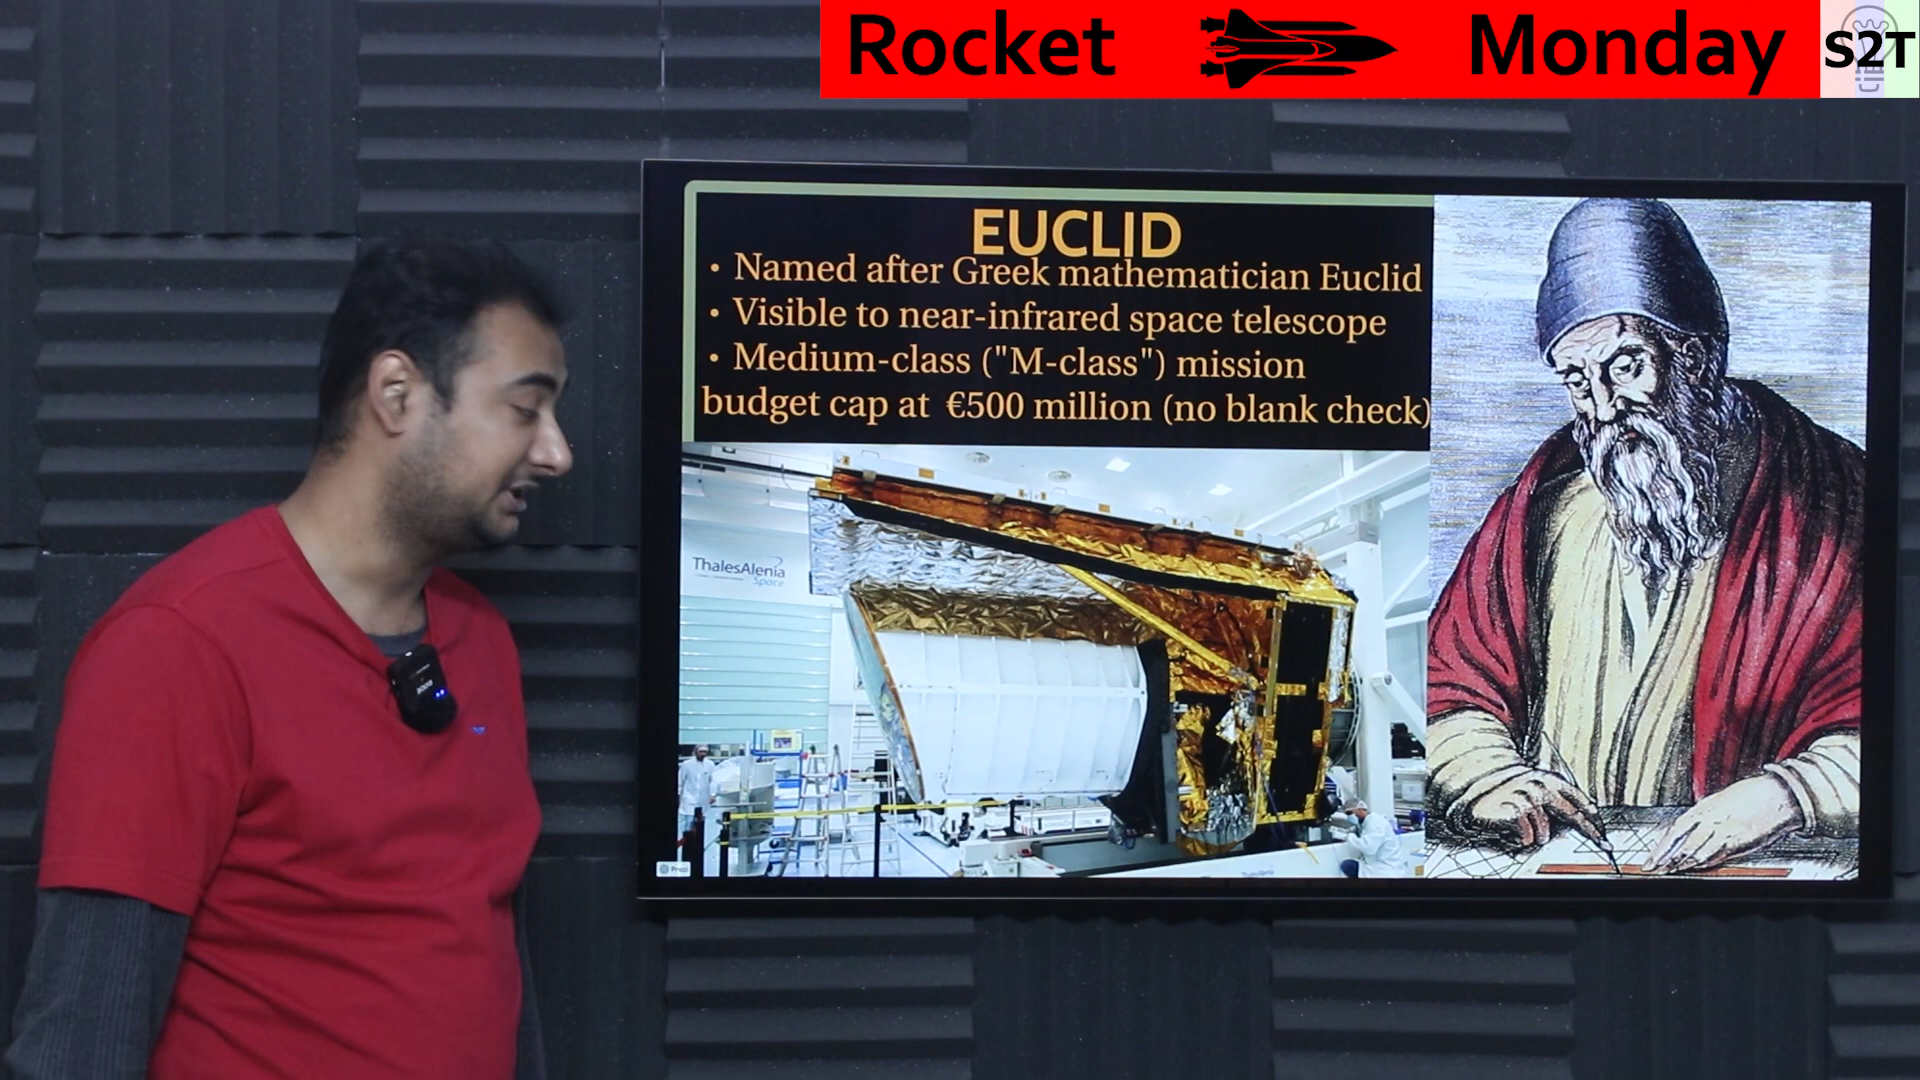 Rocket Monday S2T
EUCLID
• Named after Greek mathematician Euclid
• Visible to near-infrared space telescope
• Medium-class ("M-class") mission
budget cap at €500 million (no blank check)
ThalesAlenia
Space